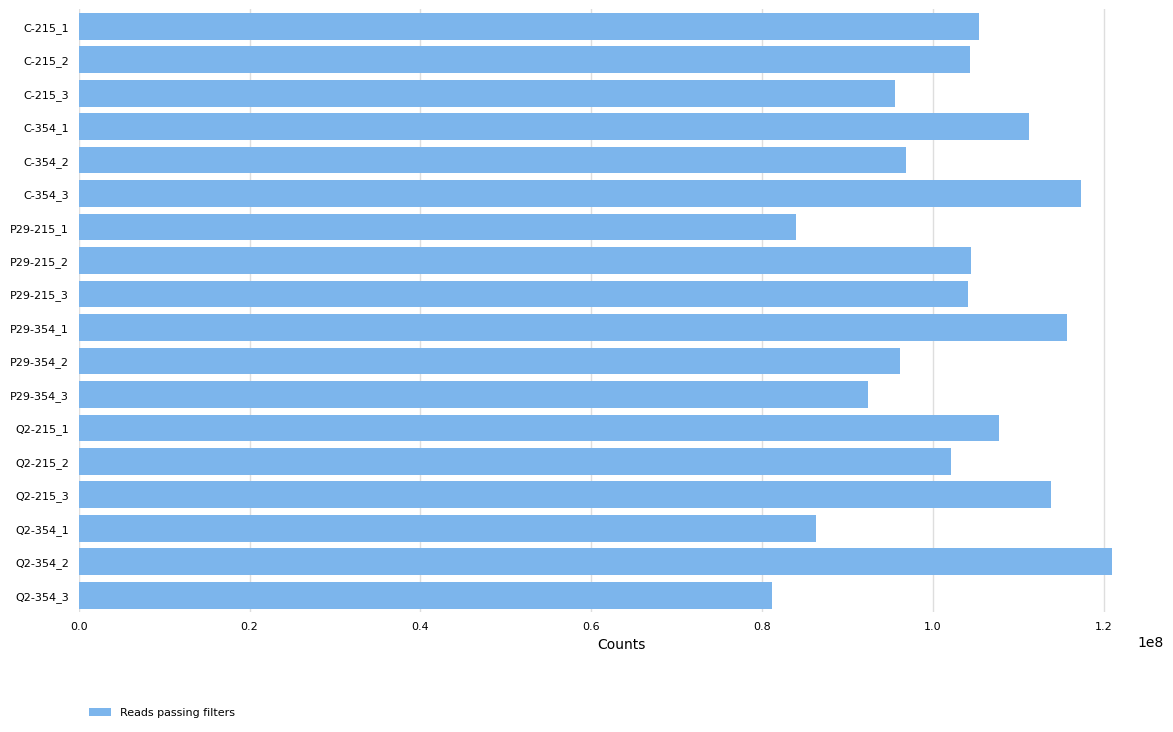 C-215_1
C-215_2
C-215_3
C-354_1
C-354_2
C-354_3
P29-215_1
P29-215_2
P29-215_3
P29-354_1
P29-354_2
P29-354_3
Q2-215_1
Q2-215_2
Q2-215_3
Q2-354_1
Q2-354_2
Q2-354_3
0.0 0.2 0.4 0.6 0.8 1.0 1.2
Counts
1e8
Reads passing filters